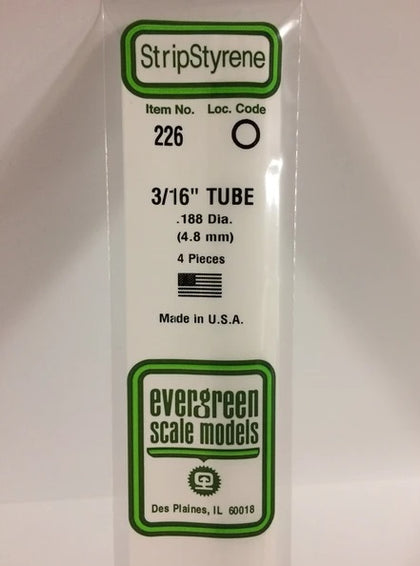 StripStyrene
Item No. Loc. Code
226
3/16" TUBE
.188 Dia.
(4.8 mm)
4 Pieces
Made in U.S.A.
evergreen
scale models
Des Plaines, IL 60018